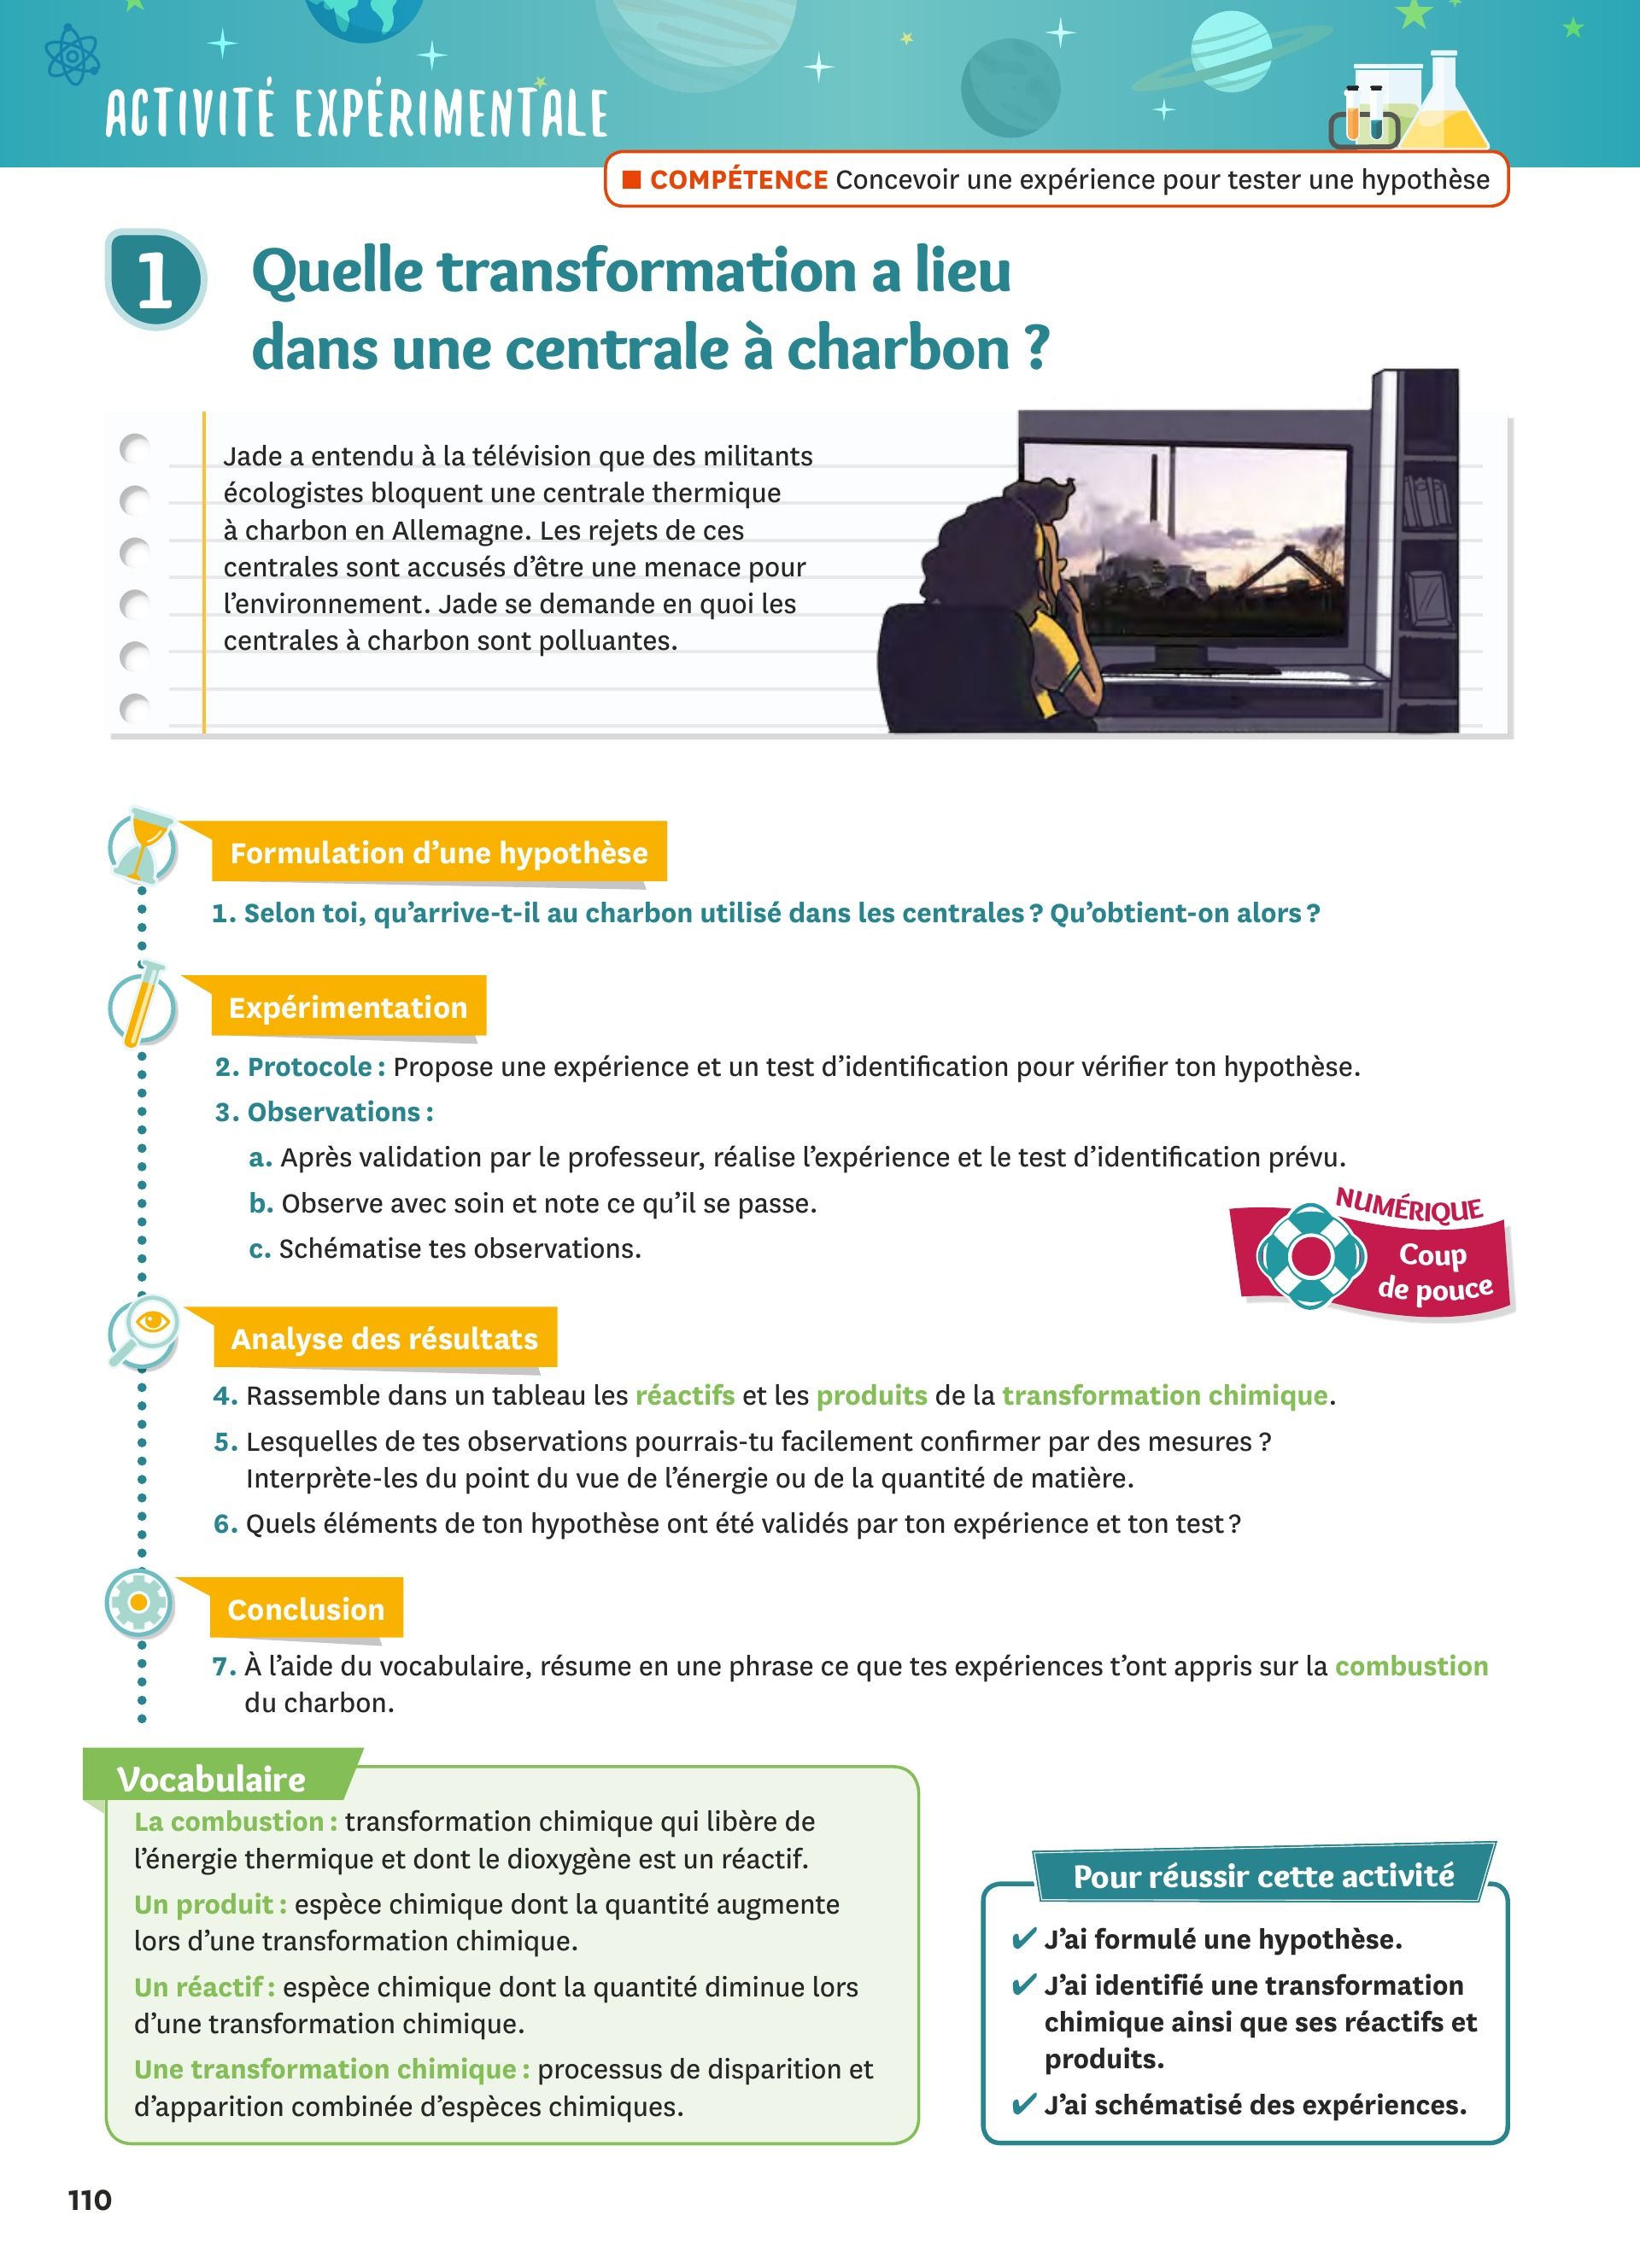 ACTIVITÉ EXPÉRIMENTALE
■ COMPÉTENCE Concevoir une expérience pour tester une hypothèse
1
Quelle transformation a lieu
dans une centrale à charbon ?
Jade a entendu à la télévision que des militants
écologistes bloquent une centrale thermique
à charbon en Allemagne. Les rejets de ces
centrales sont accusés d’être une menace pour
l’environnement. Jade se demande en quoi les
centrales à charbon sont polluantes.
Formulation d’une hypothèse
1. Selon toi, qu’arrive-t-il au charbon utilisé dans les centrales ? Qu’obtient-on alors ?
Expérimentation
2. Protocole : Propose une expérience et un test d’identification pour vérifier ton hypothèse.
3. Observations :
a. Après validation par le professeur, réalise l’expérience et le test d’identification prévu.
b. Observe avec soin et note ce qu’il se passe.
c. Schématise tes observations.
NUMÉRIQUE
Coup
de pouce
Analyse des résultats
4. Rassemble dans un tableau les réactifs et les produits de la transformation chimique.
5. Lesquelles de tes observations pourrais-tu facilement confirmer par des mesures ?
Interprète-les du point du vue de l’énergie ou de la quantité de matière.
6. Quels éléments de ton hypothèse ont été validés par ton expérience et ton test ?
Conclusion
7. À l’aide du vocabulaire, résume en une phrase ce que tes expériences t’ont appris sur la combustion
du charbon.
Vocabulaire
La combustion : transformation chimique qui libère de
l’énergie thermique et dont le dioxygène est un réactif.
Un produit : espèce chimique dont la quantité augmente
lors d’une transformation chimique.
Un réactif : espèce chimique dont la quantité diminue lors
d’une transformation chimique.
Une transformation chimique : processus de disparition et
d’apparition combinée d’espèces chimiques.
Pour réussir cette activité
✔ J’ai formulé une hypothèse.
✔ J’ai identifié une transformation
chimique ainsi que ses réactifs et
produits.
✔ J’ai schématisé des expériences.
110